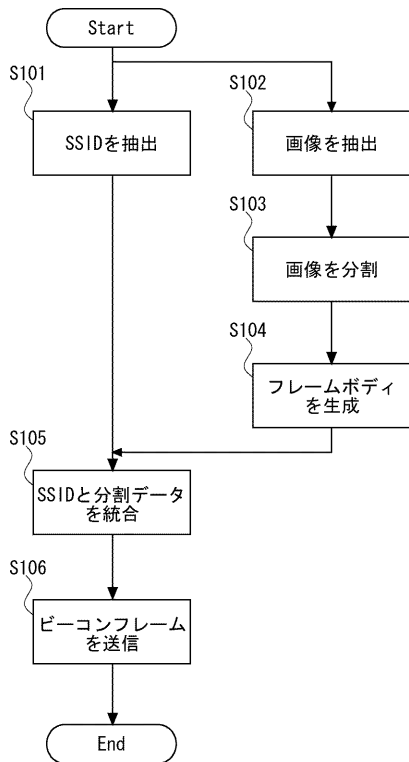 Start
S101
SSIDを抽出
S102
画像を抽出
S103
画像を分割
S104
フレームボディ
を生成
S105
SSIDと分割データ
を統合
S106
ビーコンフレーム
を送信
End